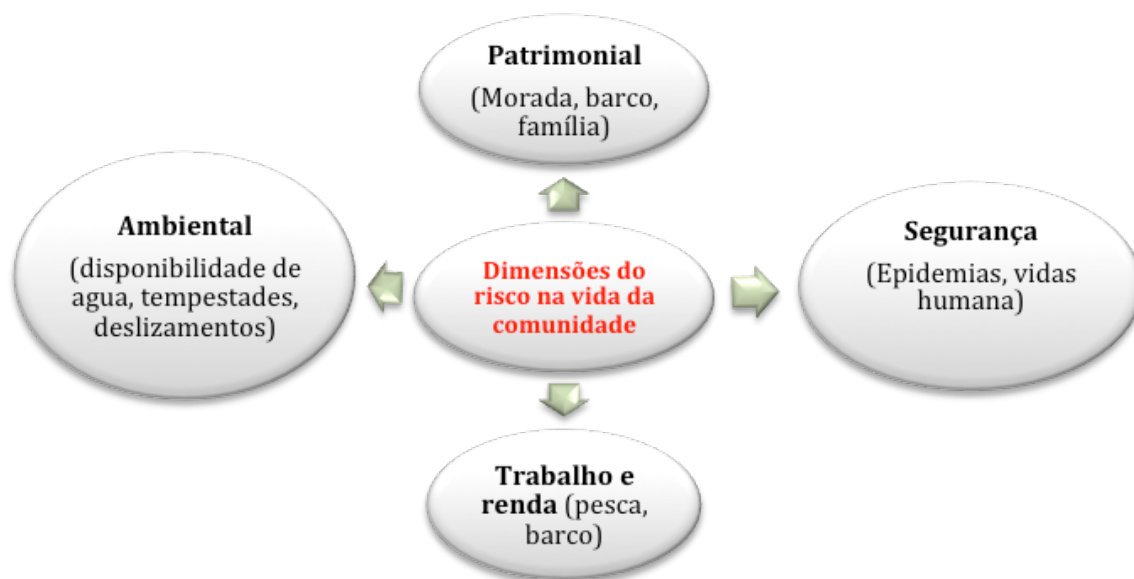 Patrimonial
(Morada, barco,
família)
Ambiental
(disponibilidade de
agua, tempestades,
deslizamentos)
Dimensões do
risco na vida da
comunidade
Segurança
(Epidemias, vidas
humana)
Trabalho e
renda (pesca,
barco)